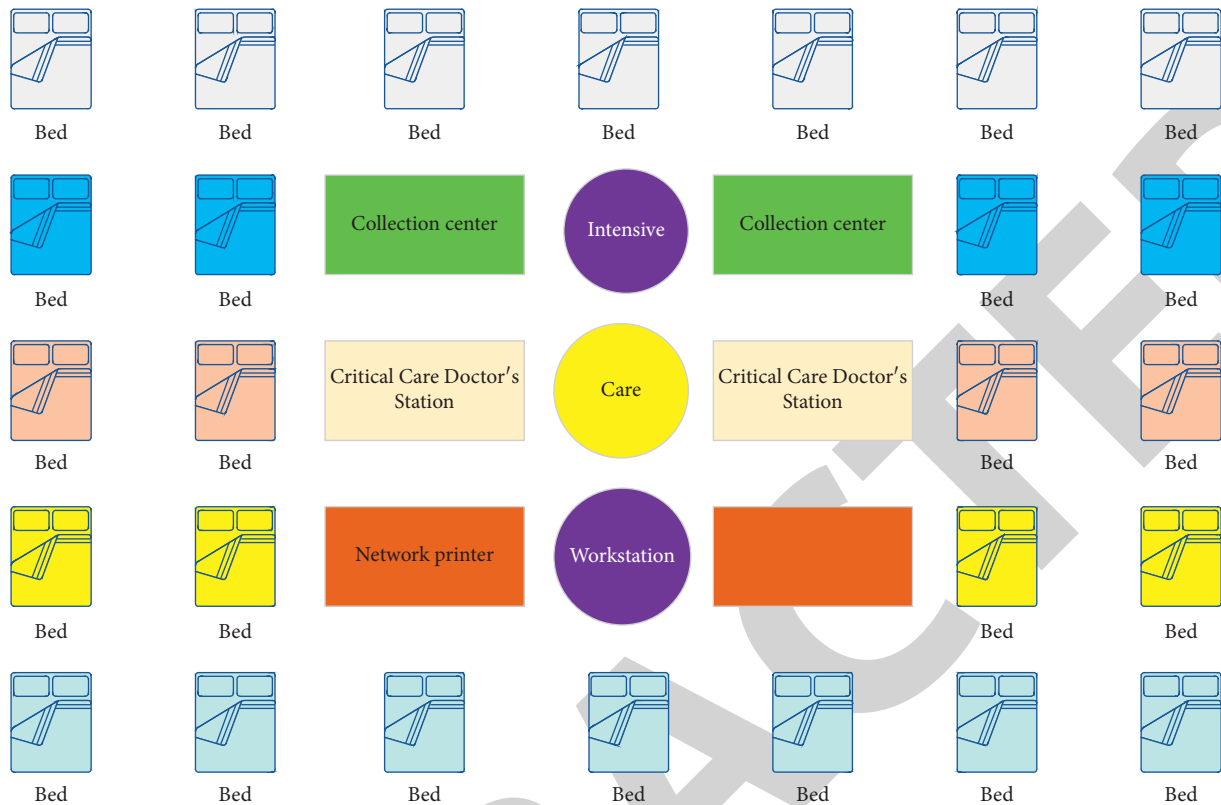 Bed Bed Bed Bed Bed Bed Bed
Collection center Intensive Collection center
Bed Bed Bed Bed
Critical Care Doctor′s Care Critical Care Doctor′s
Station Station
Bed Bed Bed Bed
Network printer Workstation
Bed Bed Bed Bed
Bed Bed Bed Bed Bed Bed Bed